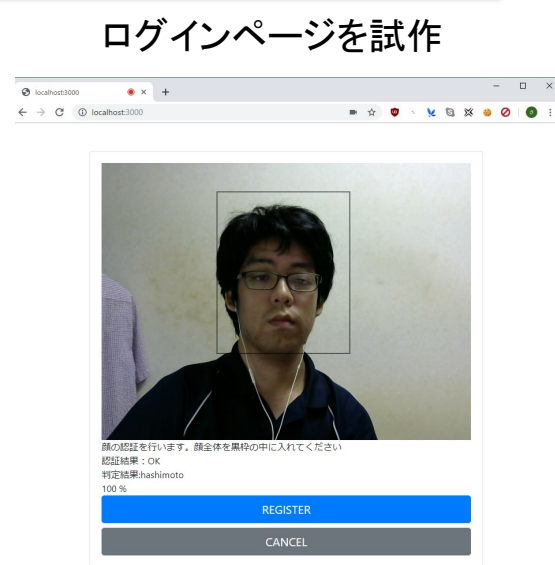 ログインページを試作
localhost:3000
localhost:3000
顔の認証を行います。顔全体を黒枠の中に入れてください
認証結果：OK
判定結果:hashimoto
100 %
REGISTER
CANCEL